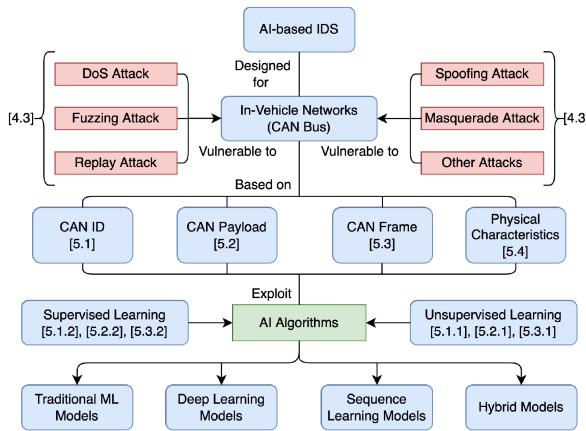 AI-based IDS
Designed
for
DoS Attack
Fuzzing Attack
Replay Attack
[4.3]
In-Vehicle Networks
(CAN Bus)
Spoofing Attack
Masquerade Attack
Other Attacks
[4.3
Vulnerable to
Vulnerable to
Based on
CAN ID
[5.1]
CAN Payload
[5.2]
CAN Frame
[5.3]
Physical
Characteristics
[5.4]
Exploit
Supervised Learning
[5.1.2], [5.2.2], [5.3.2]
AI Algorithms
Unsupervised Learning
[5.1.1], [5.2.1], [5.3.1]
Traditional ML
Models
Deep Learning
Models
Sequence
Learning Models
Hybrid Models